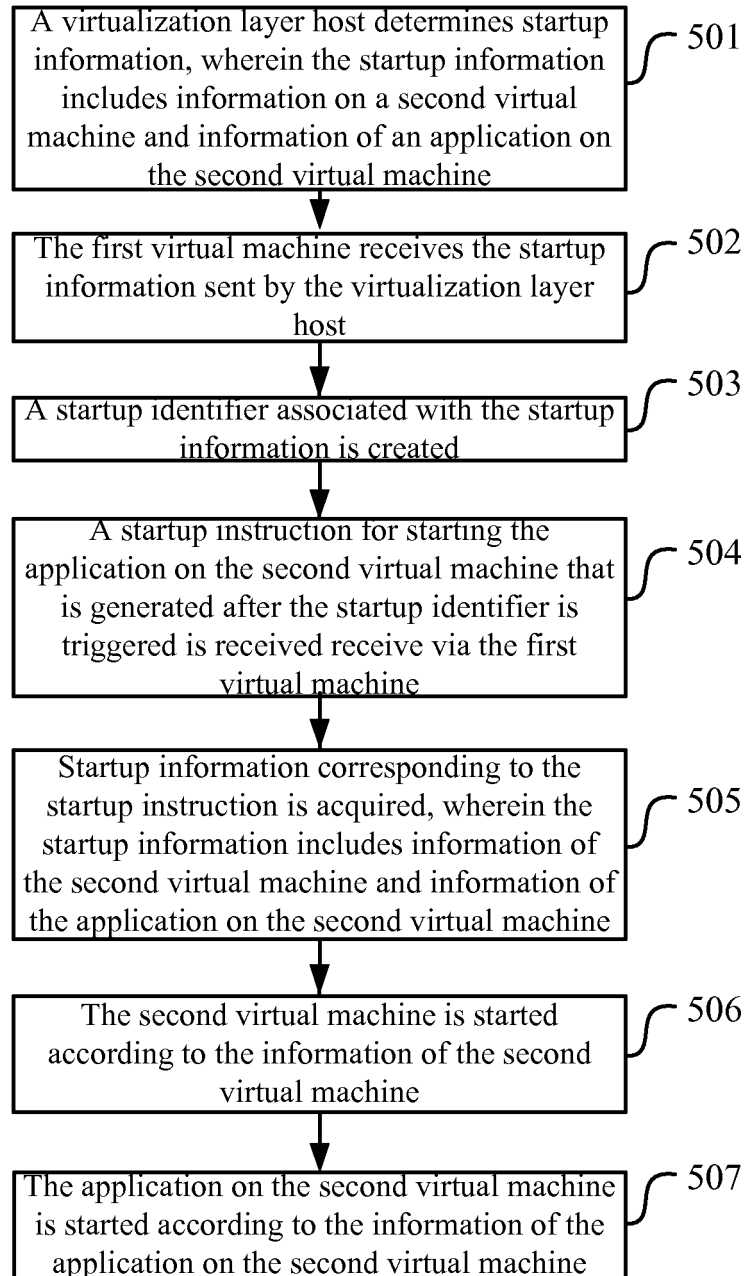 A virtualization layer host determines startup
information, wherein the startup information
includes information on a second virtual
machine and information of an application on
the second virtual machine
501
The first virtual machine receives the startup
information sent by the virtualization layer
host
502
A startup identifier associated with the startup
information is created
503
A startup instruction for starting the
application on the second virtual machine that
is generated after the startup identifier is
triggered is received receive via the first
virtual machine
504
Startup information corresponding to the
startup instruction is acquired, wherein the
startup information includes information of
the second virtual machine and information of
the application on the second virtual machine
505
The second virtual machine is started
according to the information of the second
virtual machine
506
The application on the second virtual machine
is started according to the information of the
application on the second virtual machine
507